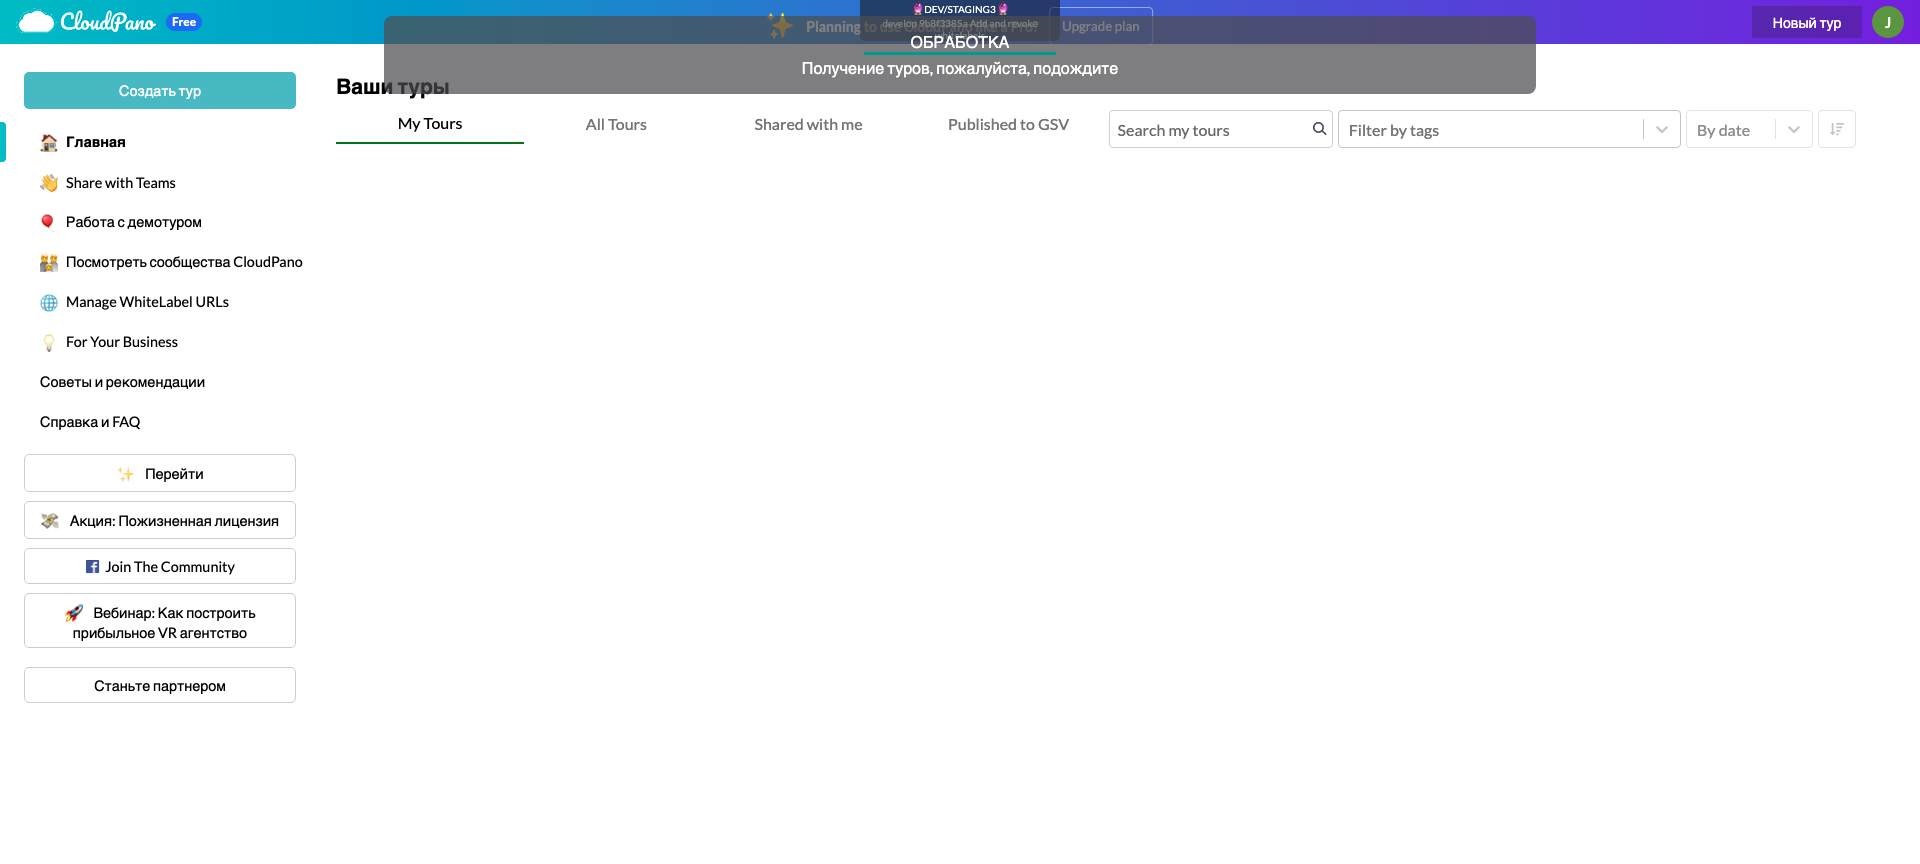 CloudPano Free
DEV/STAGING3
develop 9b8f3385a Add and revoke
Planning to use CloudPano like a Pro?
Upgrade plan
Новый тур
J
ОБРАБОТКА
Получение туров, пожалуйста, подождите
Создать тур
Главная
Share with Teams
Работа с демотуром
Посмотреть сообщества CloudPano
Manage WhiteLabel URLs
For Your Business
Советы и рекомендации
Справка и FAQ
Перейти
Акция: Пожизненная лицензия
Join The Community
Вебинар: Как построить
прибыльное VR агентство
Станьте партнером
Ваши туры
My Tours
All Tours
Shared with me
Published to GSV
Search my tours
Filter by tags
By date